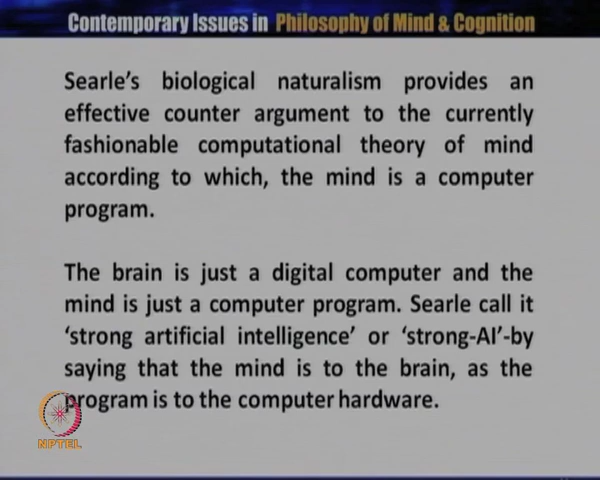 Contemporary Issues in Philosophy of Mind & Cognition
Searle's biological naturalism provides an
effective counter argument to the currently
fashionable computational theory of mind
according to which, the mind is a computer
program.
The brain is just a digital computer and the
mind is just a computer program. Searle call it
'strong artificial intelligence' or 'strong-AI'-by
saying that the mind is to the brain, as the
program is to the computer hardware.
NPTEL